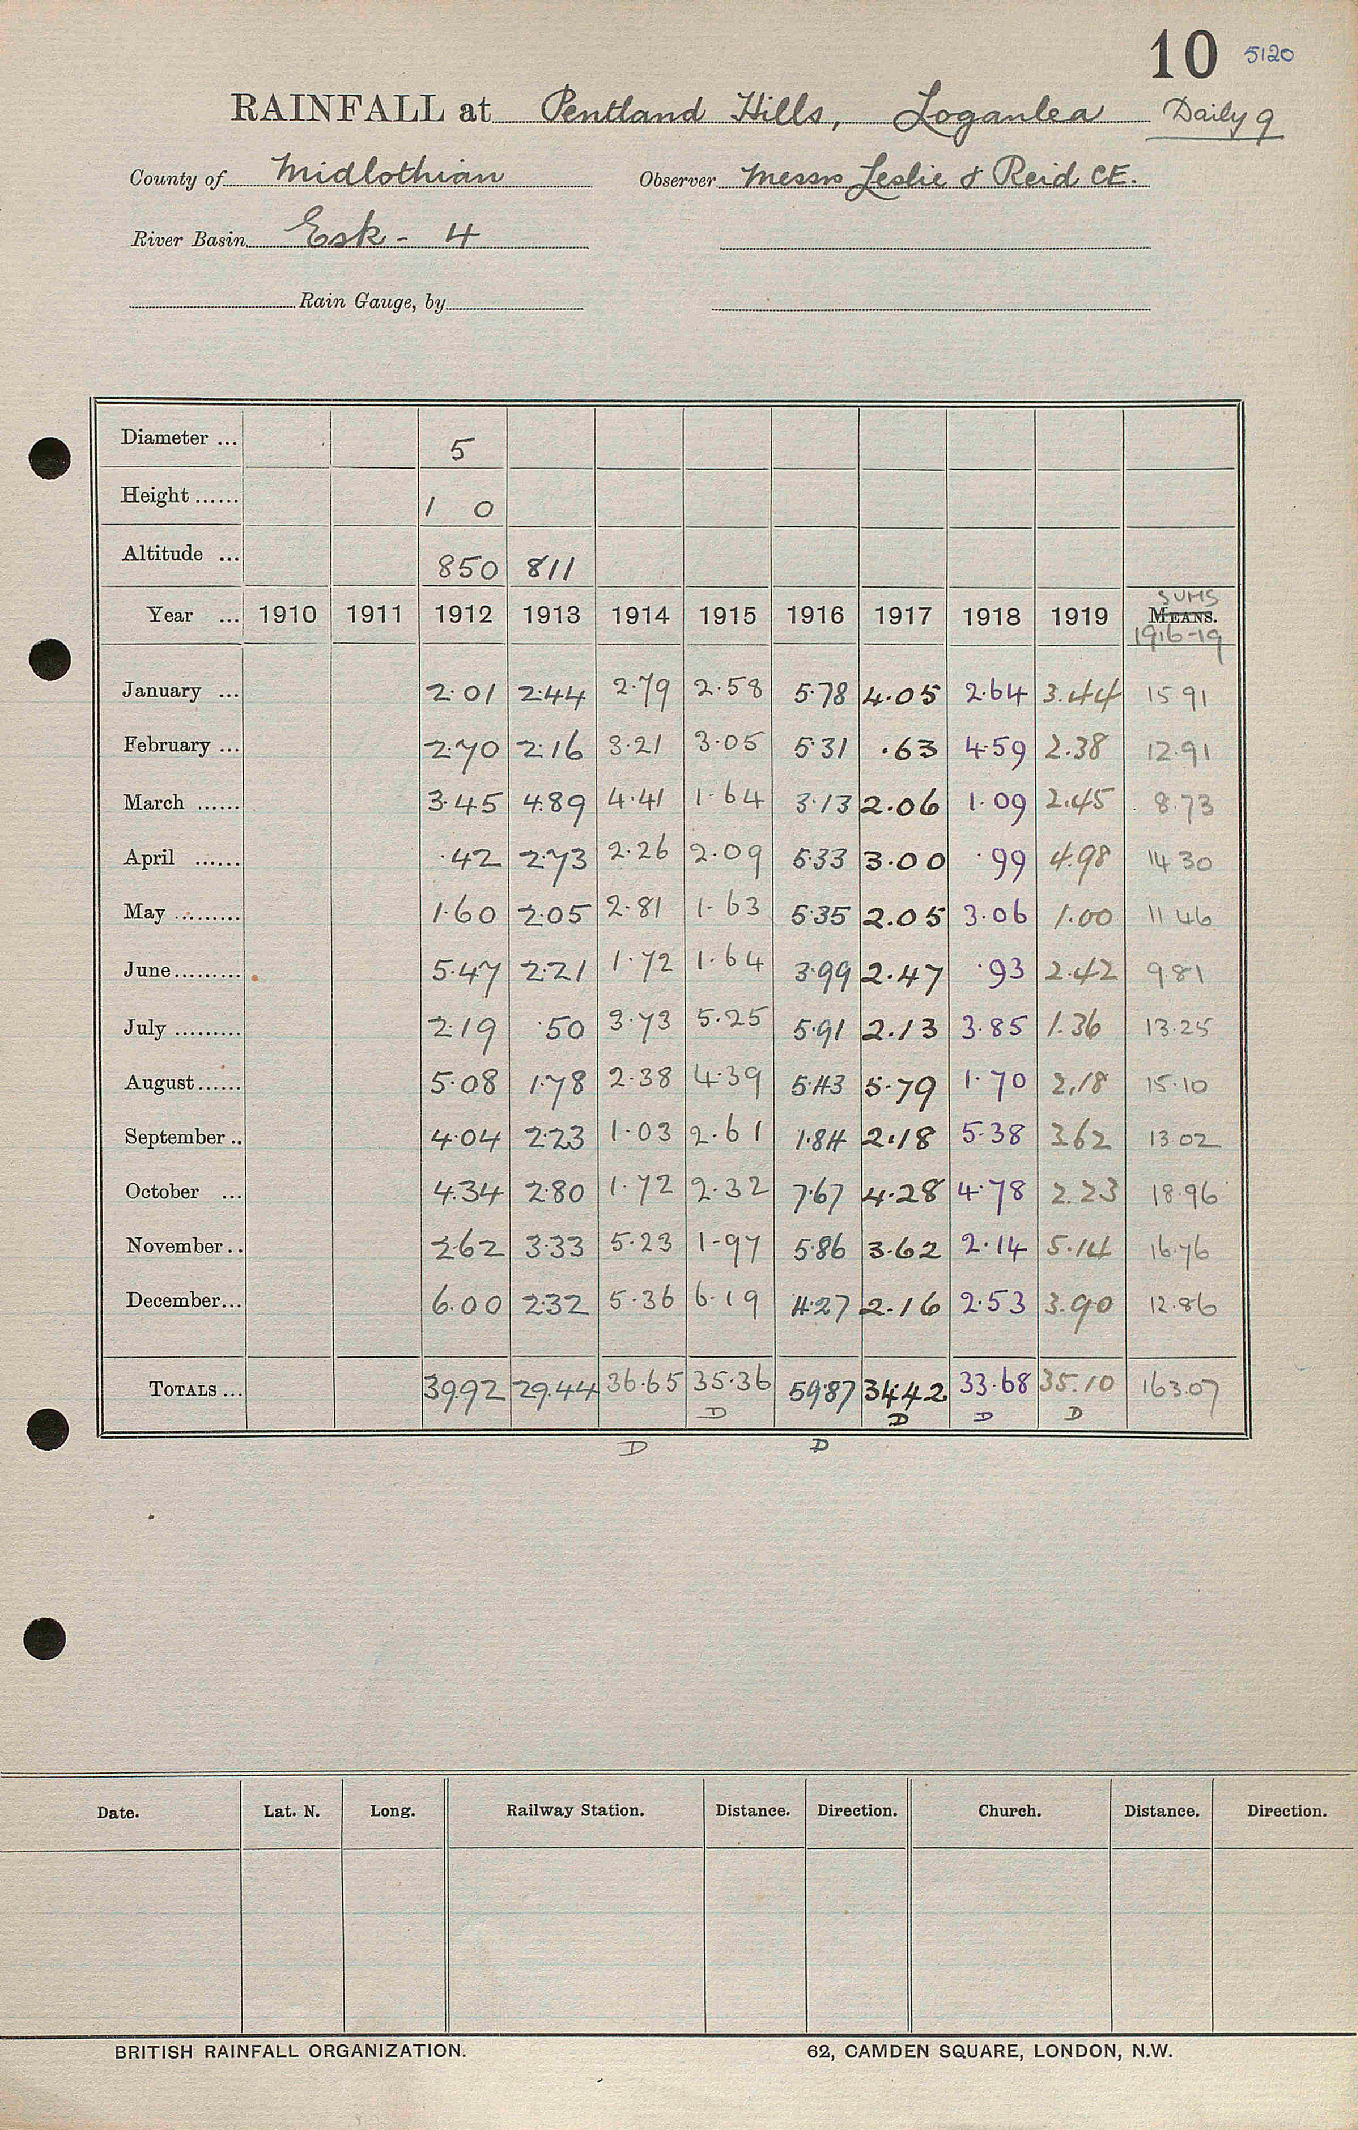 10 5120
RAINFALL at Pentland Hills, Loganlea Daily 9
County of Midlothian Observer Messrs Leslie & Reid CE.
River Basin Esk - 4
Rain Gauge, by
Diameter ... 5
Height ...... 1 0
Altitude ... 850 811
SUMS
Year ... 1910 1911 1912 1913 1914 1915 1916 1917 1918 1919 MEANS.
1916-19
January ... 2.01 2.44 2.79 2.58 5.78 4.05 2.64 3.44 15 91
February ... 2.70 2.16 3.21 3.05 5.31 .63 4.59 2.38 12.91
March ...... 3.45 4.89 4.41 1.64 3.13 2.06 1.09 2.45 8.73
April ...... .42 2.73 2.26 2.09 5.33 3.00 .99 4.98 14 30
May ......... 1.60 2.05 2.81 1.63 5.35 2.05 3.06 1.00 11 46
June ......... 5.47 2.21 1.72 1.64 3.99 2.47 .93 2.42 9 81
July ......... 2.19 .50 3.73 5.25 5.91 2.13 3.85 1.36 13.25
August ...... 5.08 1.78 2.38 4.39 5.43 5.79 1.70 2.18 15.10
September .. 4.04 2.23 1.03 2.61 1.84 2.18 5.38 3.62 13 02
October ... 4.34 2.80 1.72 2.32 7.67 4.28 4.78 2.23 18.96
November .. 2.62 3.33 5.23 1.97 5.86 3.62 2.14 5.14 16.76
December ... 6.00 2.32 5.36 6.19 4.27 2.16 2.53 3.90 12.86
TOTALS ... 39.92 29.44 36.65 35.36 59.87 34.42 33.68 35.10 163.07
D D D D
D D
Date. Lat. N. Long. Railway Station. Distance. Direction. Church. Distance. Direction.
BRITISH RAINFALL ORGANIZATION. 62, CAMDEN SQUARE, LONDON, N.W.